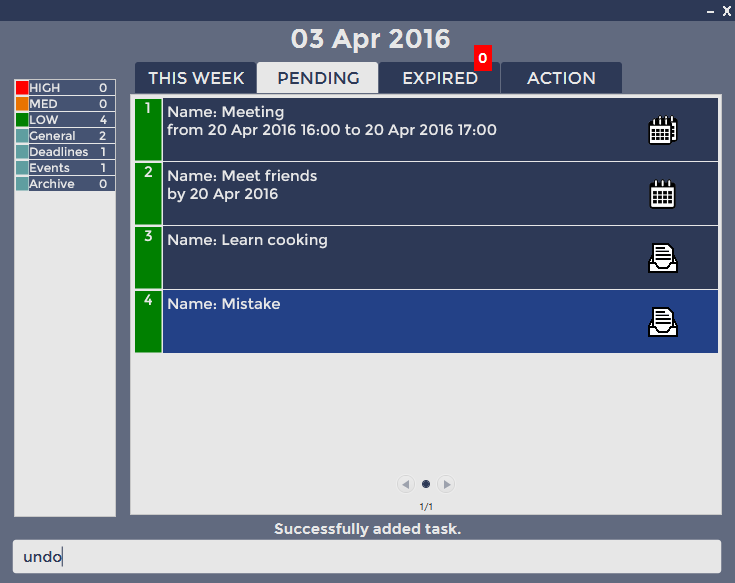 – X
03 Apr 2016
0
THIS WEEK PENDING EXPIRED ACTION
HIGH 0
MED 0
LOW 4
General 2
Deadlines 1
Events 1
Archive 0
1 Name: Meeting
from 20 Apr 2016 16:00 to 20 Apr 2016 17:00
2 Name: Meet friends
by 20 Apr 2016
3 Name: Learn cooking
4 Name: Mistake
1/1
Successfully added task.
undo